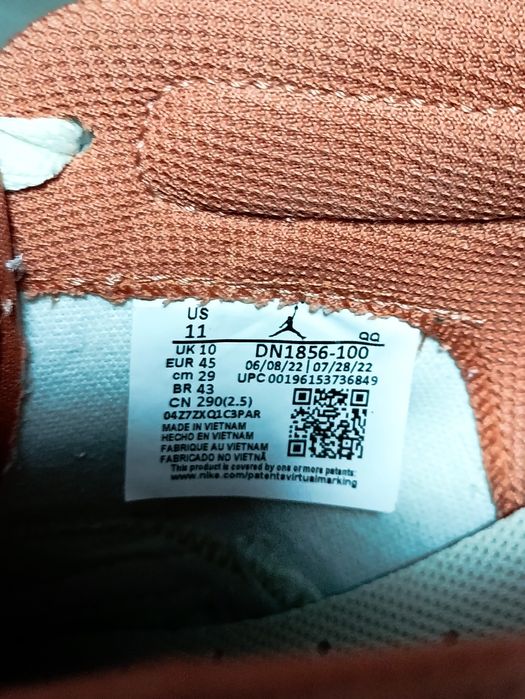 US
11
QQ
UK 10
DN1856-100
EUR 45
06/08/22 | 07/28/22
cm 29
UPC 00196153736849
BR 43
CN 290(2.5)
04Z7ZXQ1C3PAR
MADE IN VIETNAM
HECHO EN VIETNAM
FABRIQUE AU VIETNAM
FABRICADO NO VIETNÃ
This product is covered by one or more patents:
www.nike.com/patentsvirtualmarking